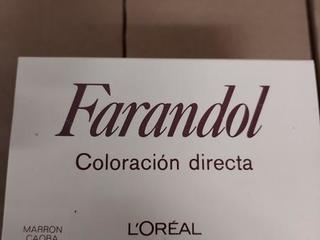 Farandol
Coloración directa
L'ORÉAL
MARRON
CAOBA